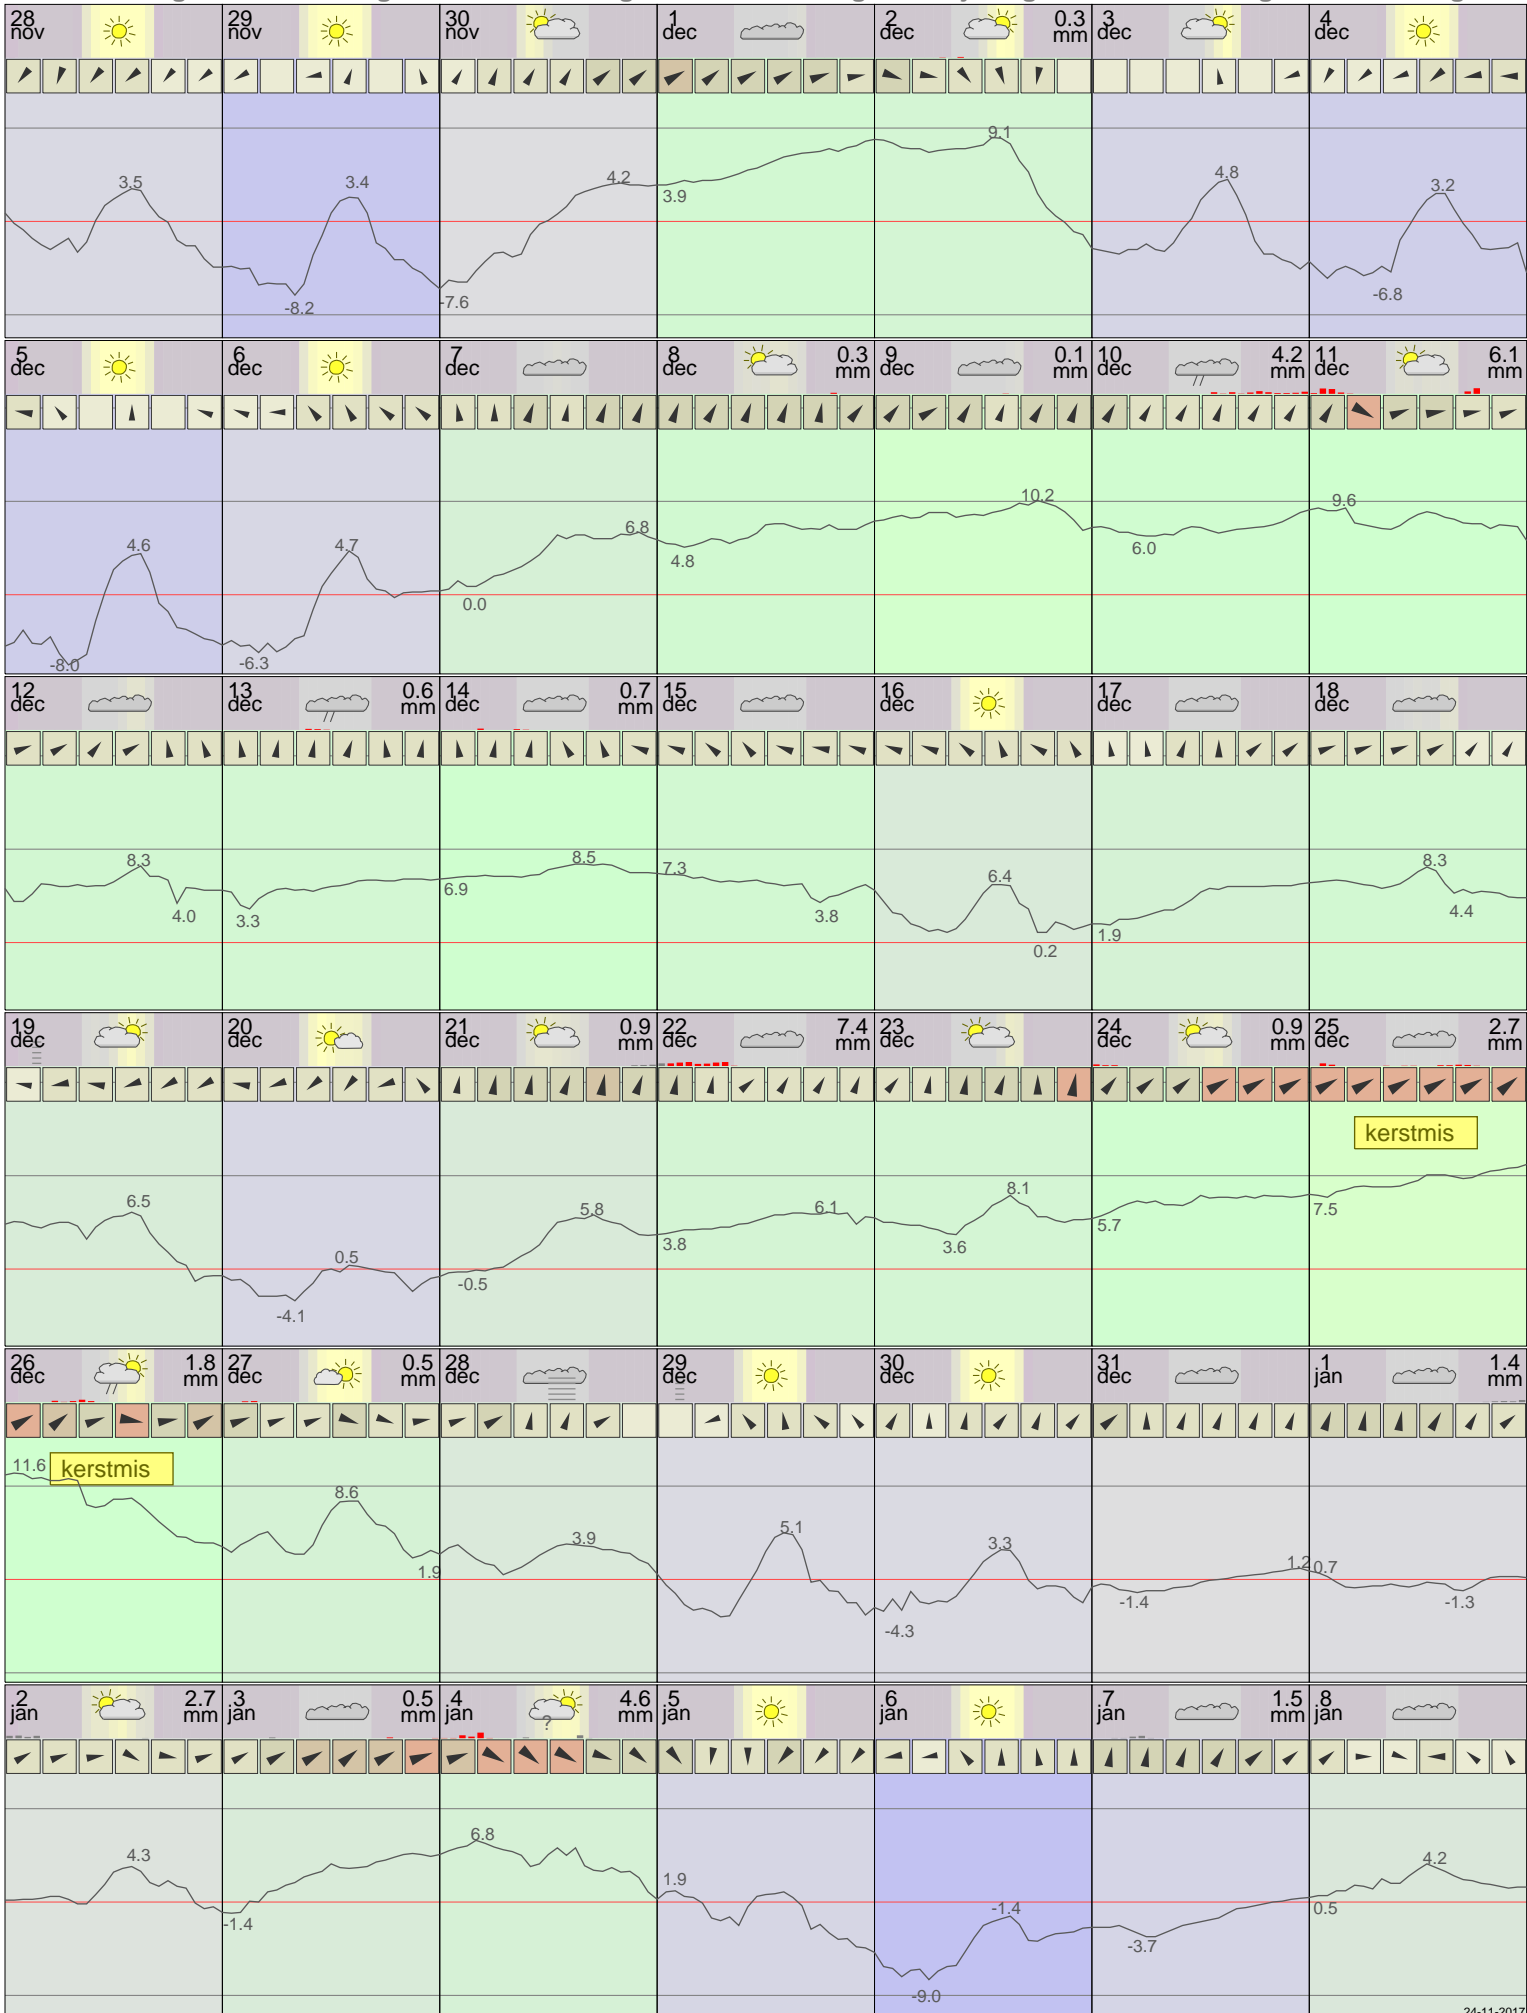 28 nov
29 nov
30 nov
1 dec
2 dec 0.3 mm
3 dec
4 dec
3.5
-8.2 3.4
-7.6 4.2
3.9
9.1
4.8
-6.8 3.2
5 dec
6 dec
7 dec
8 dec 0.3 mm
9 dec 0.1 mm
10 dec 4.2 mm
11 dec 6.1 mm
-8.0 4.6
-6.3 4.7
0.0 6.8
4.8
10.2
6.0
9.6
12 dec
13 dec 0.6 mm
14 dec 0.7 mm
15 dec
16 dec
17 dec
18 dec
8.3 4.0
3.3
6.9 8.5
7.3 3.8
6.4 0.2
1.9
8.3 4.4
19 dec
20 dec
21 dec 0.9 mm
22 dec 7.4 mm
23 dec
24 dec 0.9 mm
25 dec 2.7 mm
kerstmis
6.5
-4.1 0.5
-0.5 5.8
3.8 6.1
3.6 8.1
5.7
7.5
26 dec 1.8 mm
27 dec 0.5 mm
28 dec
29 dec
30 dec
31 dec
1 jan 1.4 mm
11.6 kerstmis
8.6 1.9
3.9
5.1
-4.3 3.3
-1.4 1.2
0.7 -1.3
2 jan 2.7 mm
3 jan 0.5 mm
4 jan ? 4.6 mm
5 jan
6 jan
7 jan 1.5 mm
8 jan
4.3
-1.4
6.8
1.9
-9.0 -1.4
-3.7
0.5 4.2
24-11-2017